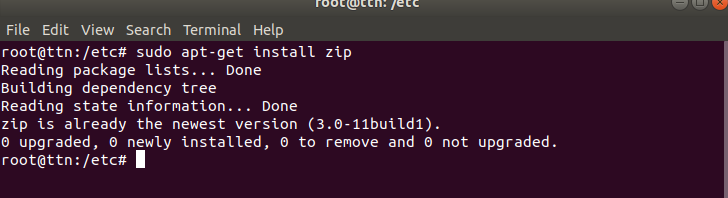 root@ttn: /etc
File Edit View Search Terminal Help
root@ttn:/etc# sudo apt-get install zip
Reading package lists... Done
Building dependency tree
Reading state information... Done
zip is already the newest version (3.0-11build1).
0 upgraded, 0 newly installed, 0 to remove and 0 not upgraded.
root@ttn:/etc#